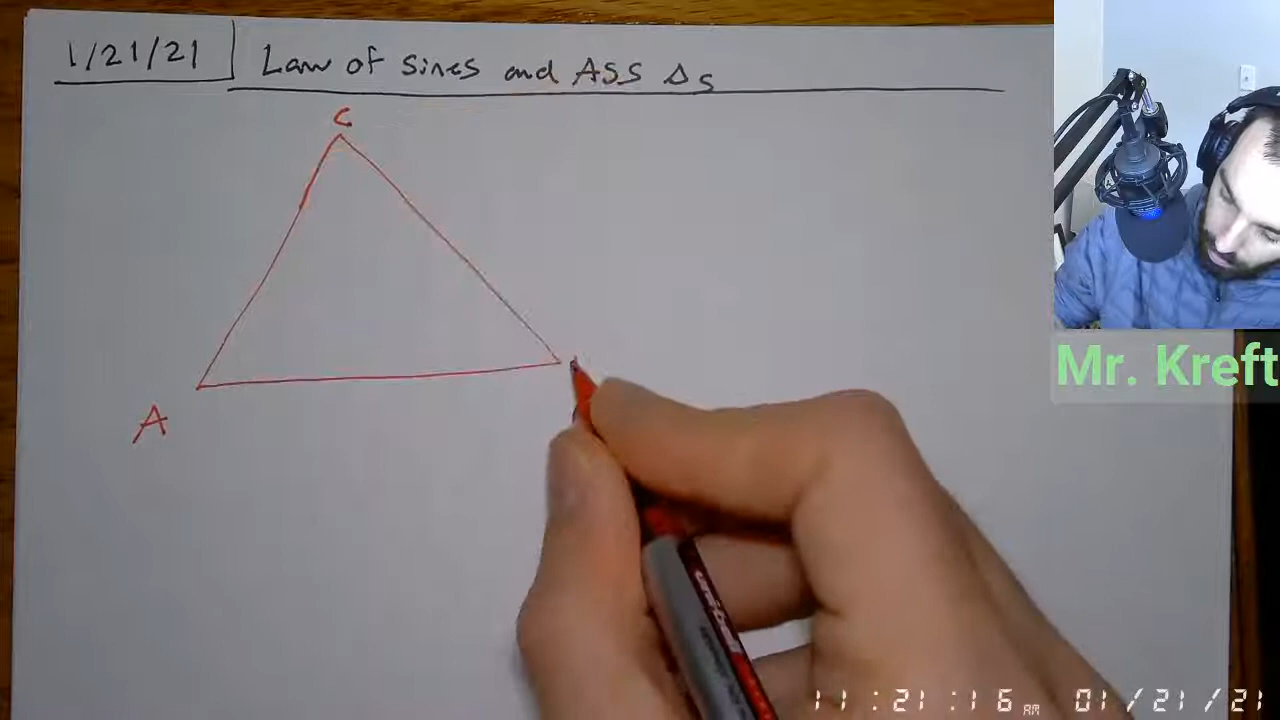 1/21/21 Law of sines and ASS Δs
C
A
Mr. Kreft
11:21:16 AM 01/21/21